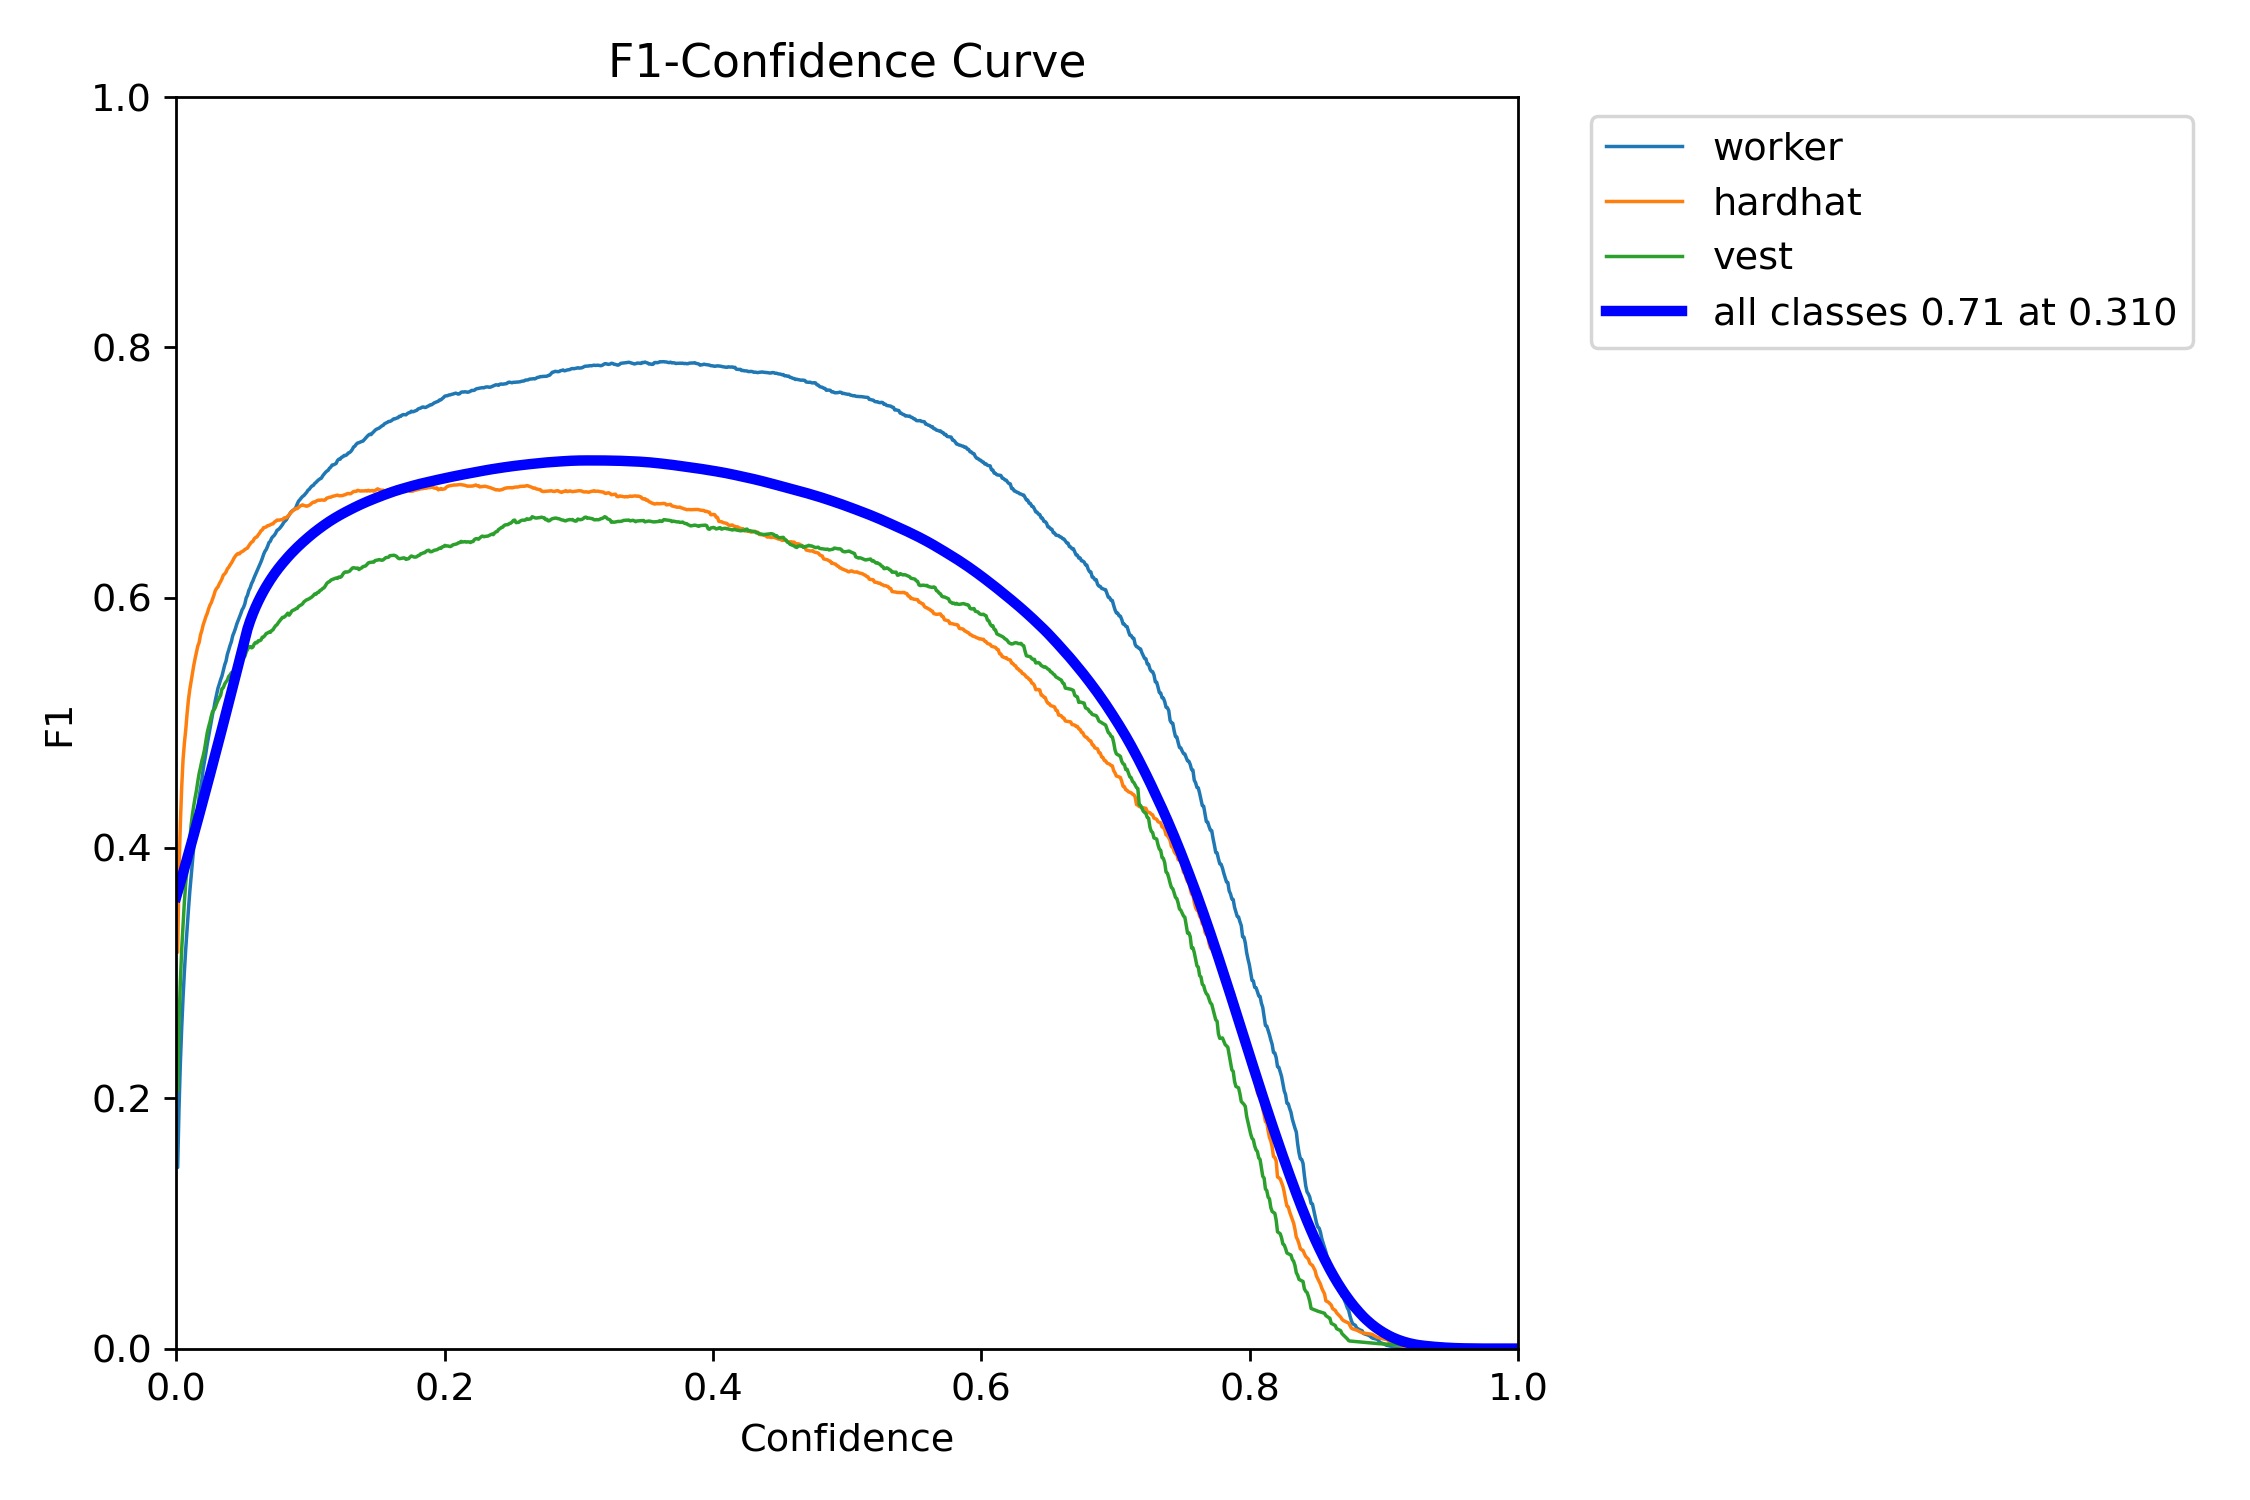 F1-Confidence Curve
1.0
0.8
0.6
0.4
0.2
0.0
F1
0.0 0.2 0.4 0.6 0.8 1.0
Confidence
worker
hardhat
vest
all classes 0.71 at 0.310